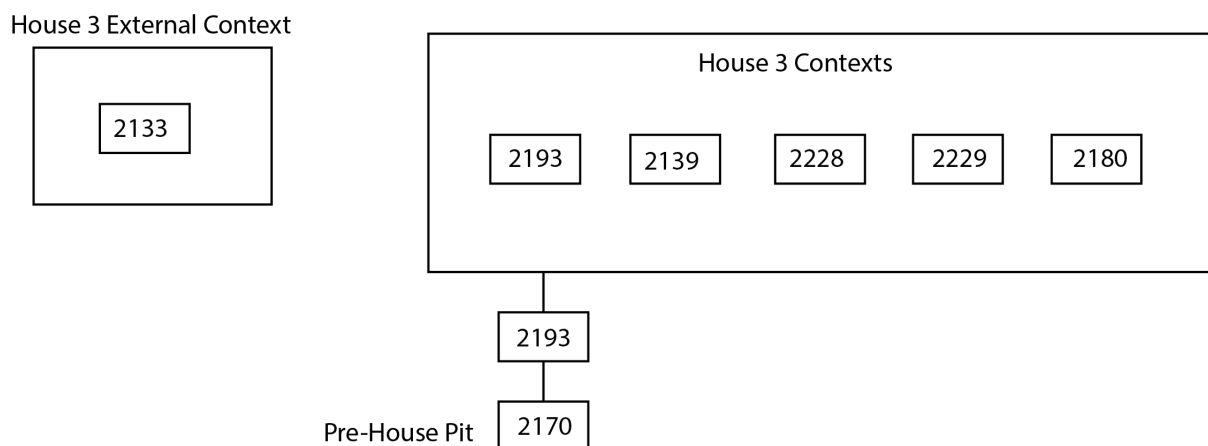 House 3 External Context
2133
House 3 Contexts
2193 2139 2228 2229 2180
2193
Pre-House Pit 2170